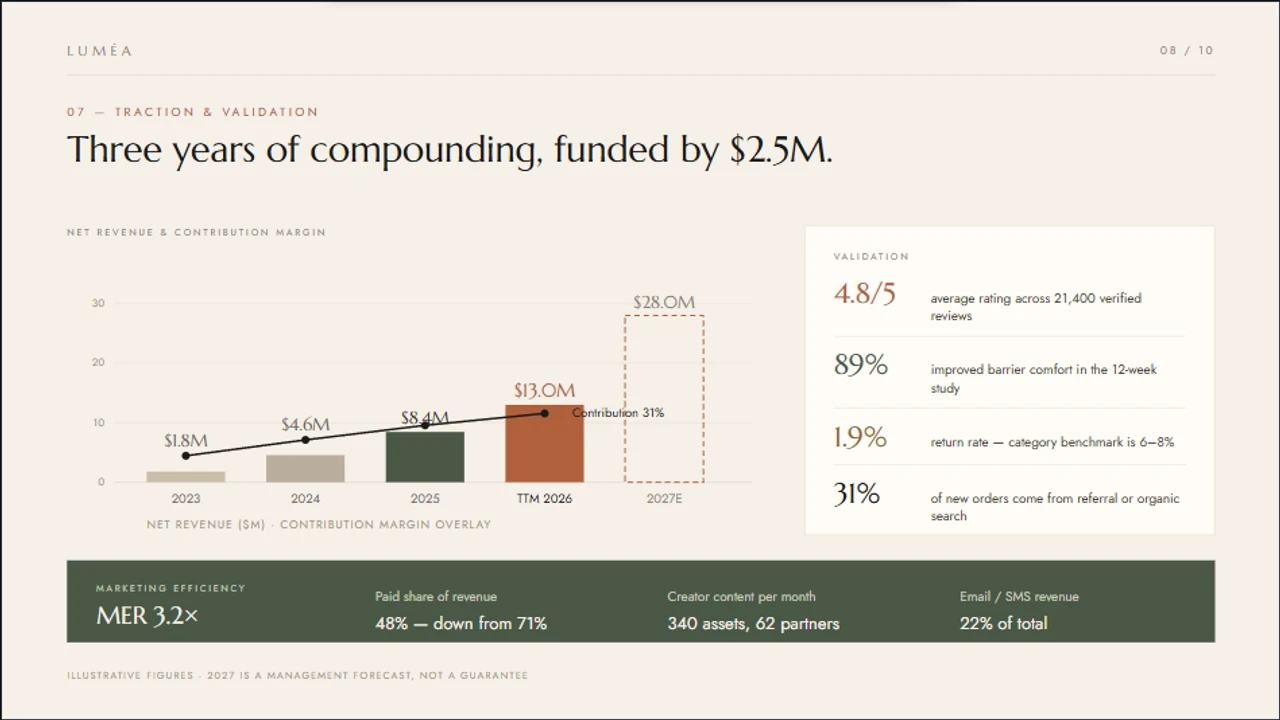 LUMÉA
08 / 10
07 — TRACTION & VALIDATION
Three years of compounding, funded by $2.5M.
NET REVENUE & CONTRIBUTION MARGIN
30
20
10
0
$1.8M
$4.6M
$8.4M
$13.0M
$28.0M
Contribution 31%
2023
2024
2025
TTM 2026
2027E
NET REVENUE ($M) · CONTRIBUTION MARGIN OVERLAY
VALIDATION
4.8/5
average rating across 21,400 verified
reviews
89%
improved barrier comfort in the 12-week
study
1.9%
return rate — category benchmark is 6–8%
31%
of new orders come from referral or organic
search
MARKETING EFFICIENCY
MER 3.2×
Paid share of revenue
48% — down from 71%
Creator content per month
340 assets, 62 partners
Email / SMS revenue
22% of total
ILLUSTRATIVE FIGURES · 2027 IS A MANAGEMENT FORECAST, NOT A GUARANTEE